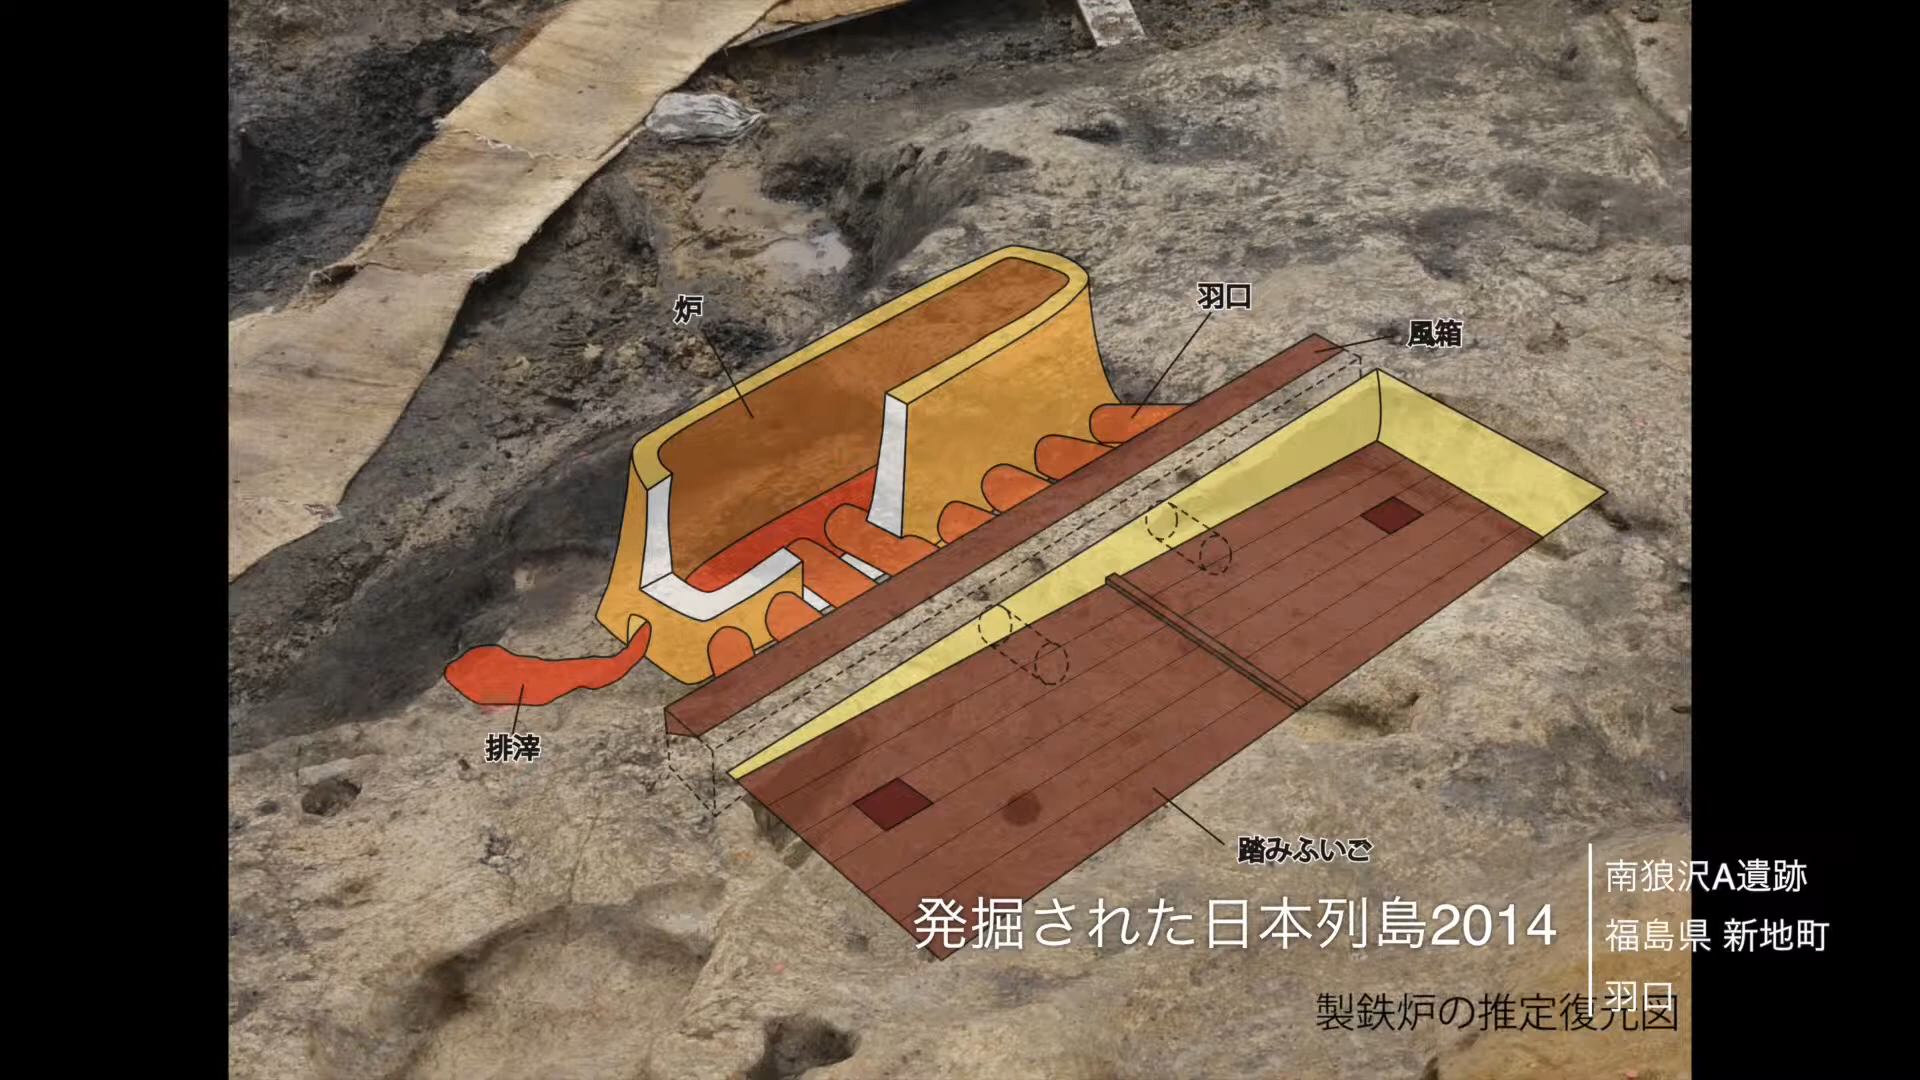 炉
羽口
風箱
排滓
踏みふいご
発掘された日本列島2014
南狼沢A遺跡
福島県 新地町
羽口
製鉄炉の推定復元図